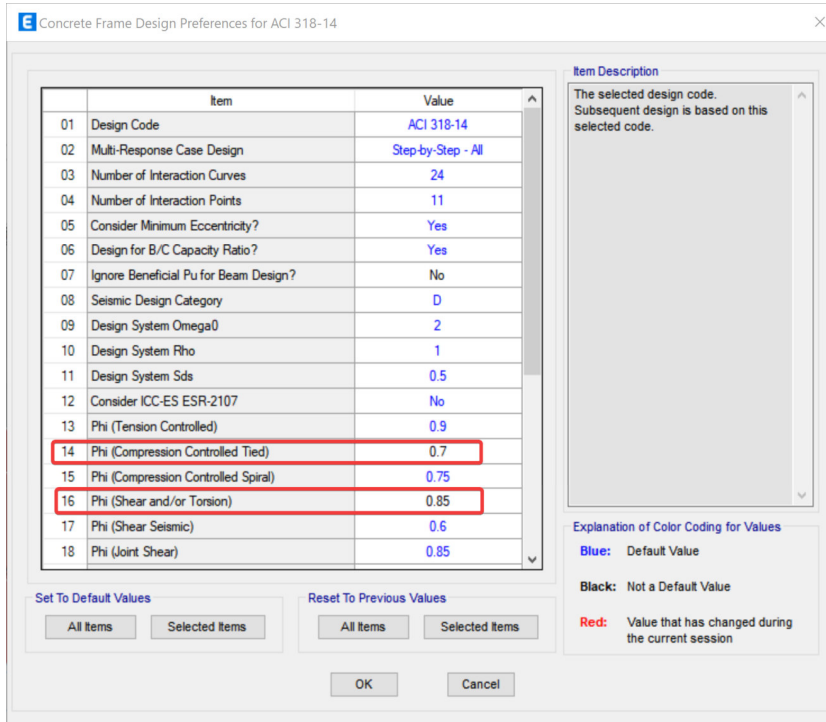 E Concrete Frame Design Preferences for ACI 318-14
Item Value
01 Design Code ACI 318-14
02 Multi-Response Case Design Step-by-Step - All
03 Number of Interaction Curves 24
04 Number of Interaction Points 11
05 Consider Minimum Eccentricity? Yes
06 Design for B/C Capacity Ratio? Yes
07 Ignore Beneficial Pu for Beam Design? No
08 Seismic Design Category D
09 Design System Omega0 2
10 Design System Rho 1
11 Design System Sds 0.5
12 Consider ICC-ES ESR-2107 No
13 Phi (Tension Controlled) 0.9
14 Phi (Compression Controlled Tied) 0.7
15 Phi (Compression Controlled Spiral) 0.75
16 Phi (Shear and/or Torsion) 0.85
17 Phi (Shear Seismic) 0.6
18 Phi (Joint Shear) 0.85
Set To Default Values
All Items Selected Items
Reset To Previous Values
All Items Selected Items
Item Description
The selected design code.
Subsequent design is based on this
selected code.
Explanation of Color Coding for Values
Blue: Default Value
Black: Not a Default Value
Red: Value that has changed during
the current session
OK Cancel